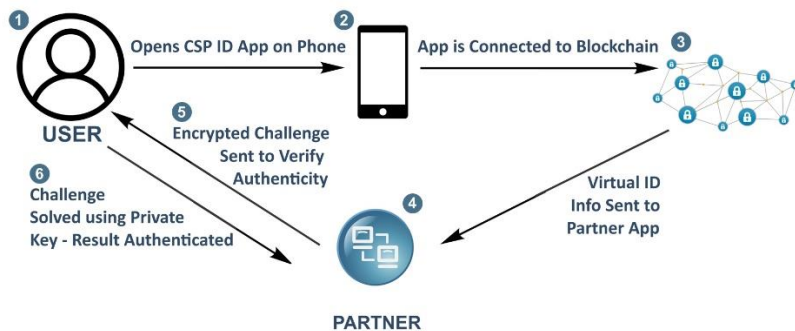 1
USER
Opens CSP ID App on Phone
2
App is Connected to Blockchain
3
Virtual ID
Info Sent to
Partner App
4
PARTNER
5
Encrypted Challenge
Sent to Verify
Authenticity
6
Challenge
Solved using Private
Key - Result Authenticated